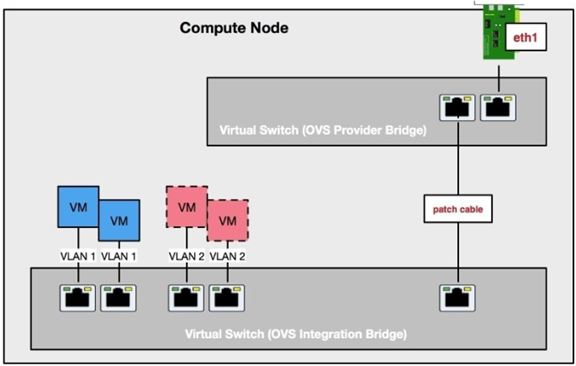 Compute Node
eth1
Virtual Switch (OVS Provider Bridge)
patch cable
VM
VM
VM
VM
VLAN 1
VLAN 1
VLAN 2
VLAN 2
Virtual Switch (OVS Integration Bridge)